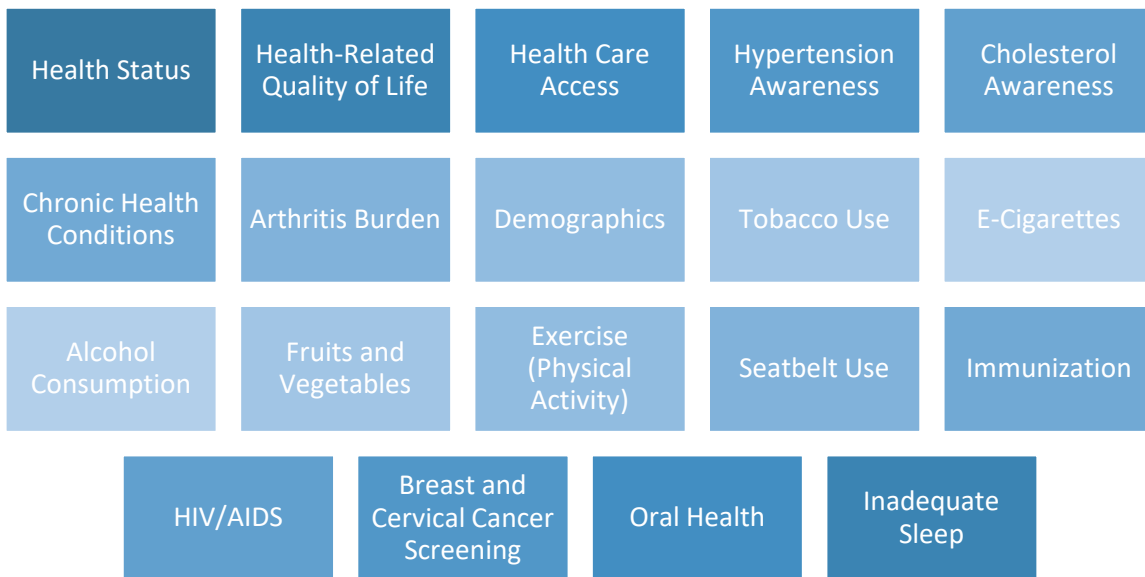 Health Status
Health-Related
Quality of Life
Health Care
Access
Hypertension
Awareness
Cholesterol
Awareness
Chronic Health
Conditions
Arthritis Burden
Demographics
Tobacco Use
E-Cigarettes
Alcohol
Consumption
Fruits and
Vegetables
Exercise
(Physical
Activity)
Seatbelt Use
Immunization
HIV/AIDS
Breast and
Cervical Cancer
Screening
Oral Health
Inadequate
Sleep